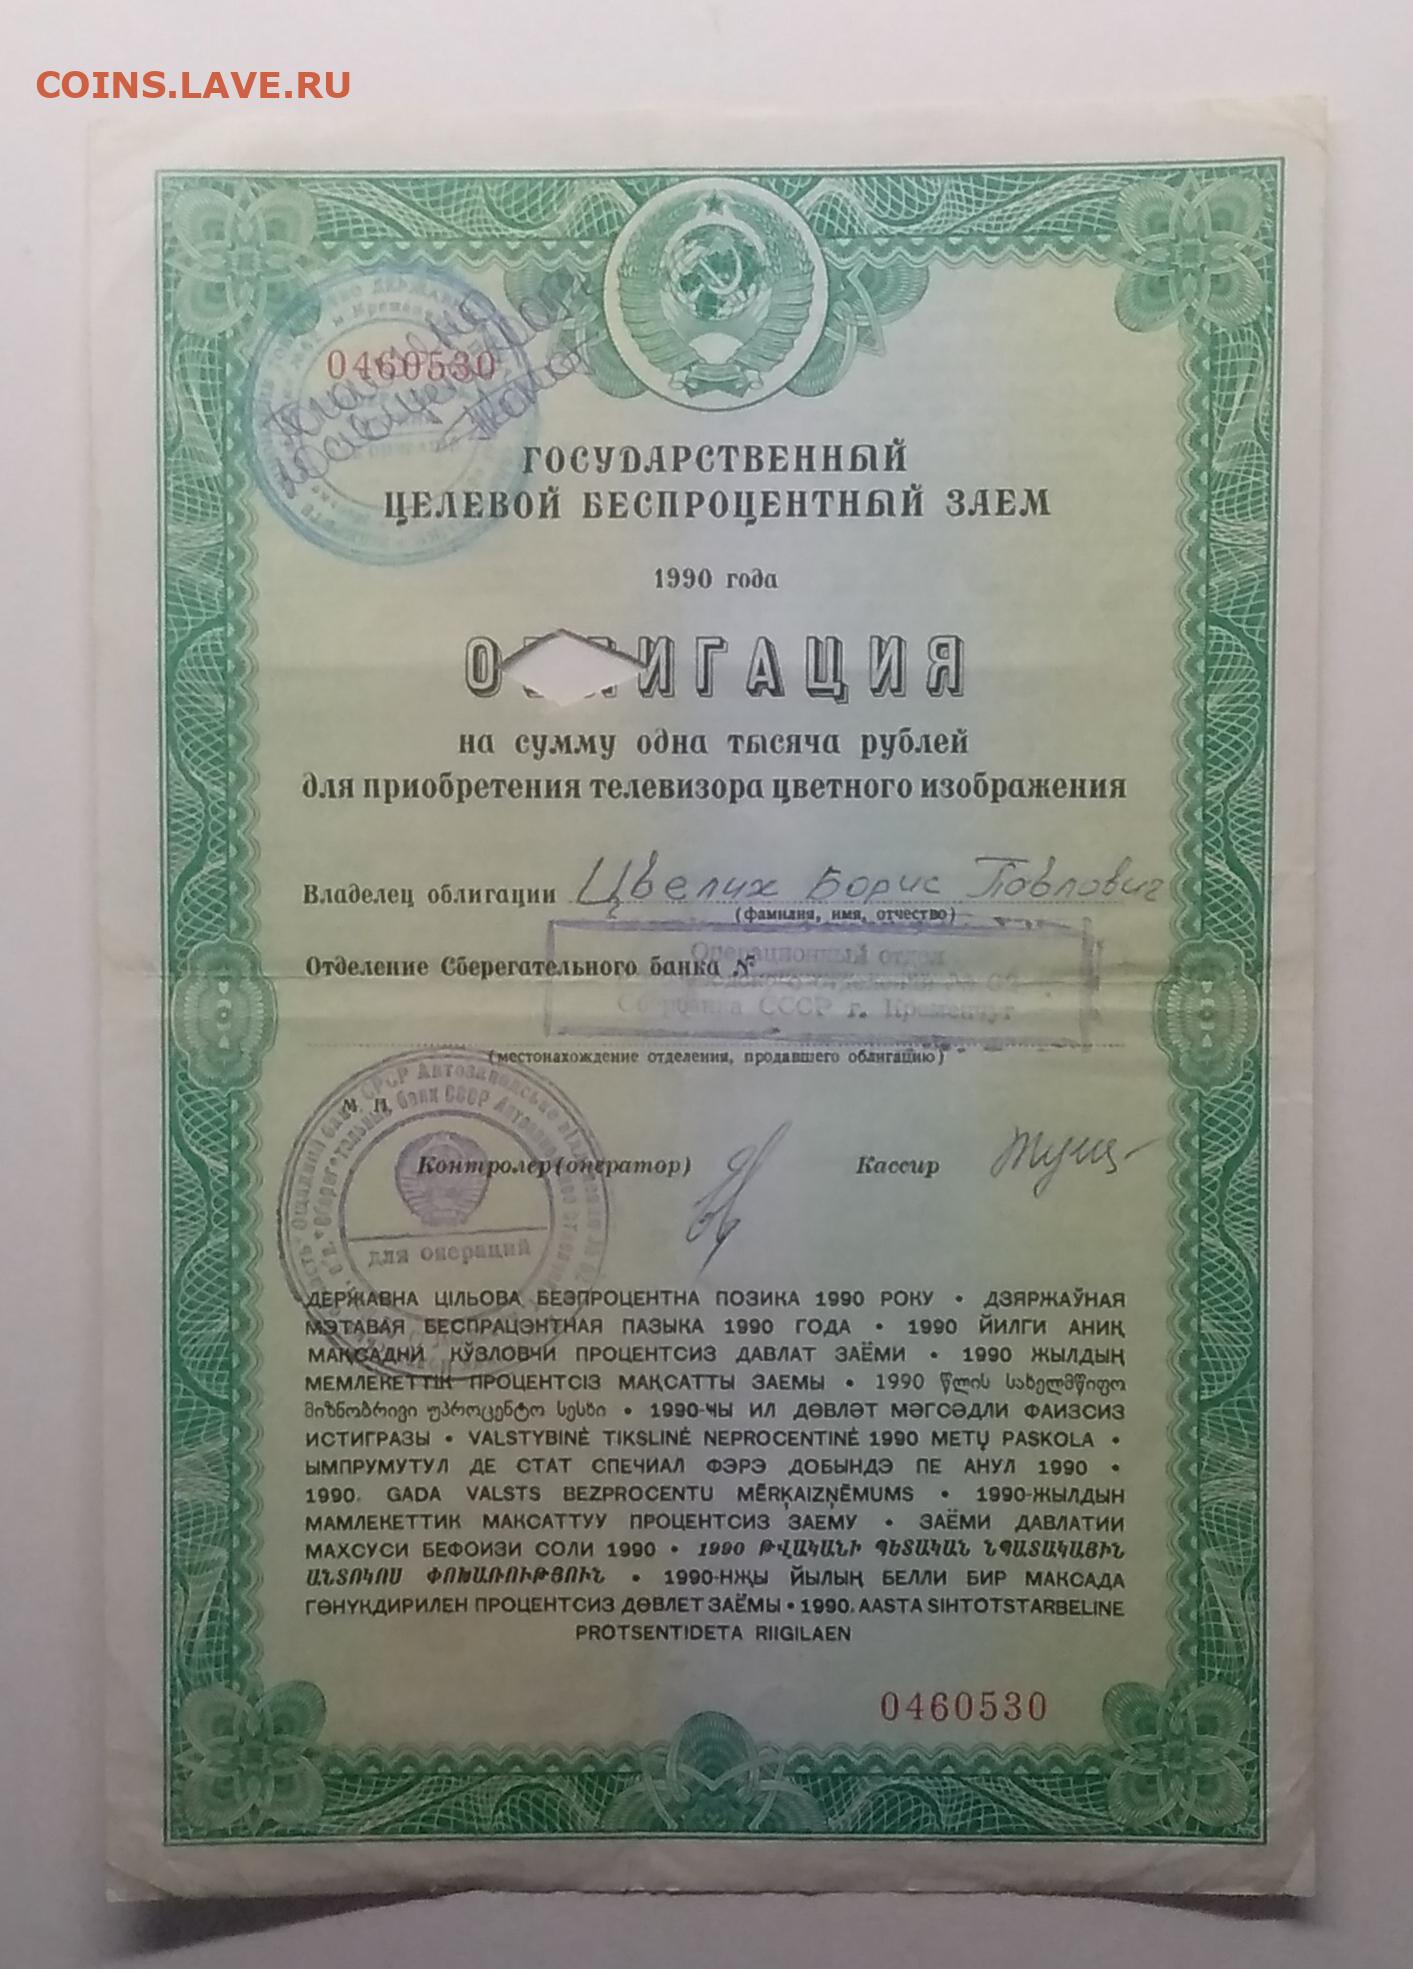 COINS.LAVE.RU
0460530
ГОСУДАРСТВЕННЫЙ
ЦЕЛЕВОЙ БЕСПРОЦЕНТНЫЙ ЗАЕМ
1990 года
О ИГАЦИЯ
на сумму одна тысяча рублей
для приобретения телевизора цветного изображения
Владелец облигации Цвелих Борис Павлович
(фамилия, имя, отчество)
Операционный отдел
Отделение Сберегательного банка №
Сбербанка СССР г. Кременчуг
(местонахождение отделения, продавшего облигацию)
М. П.
Контролер (оператор) Кассир
для операций
ДЕРЖАВНА ЦІЛЬОВА БЕЗПРОЦЕНТНА ПОЗИКА 1990 РОКУ • ДЗЯРЖАЎНАЯ
МЭТАВАЯ БЕСПРАЦЭНТНАЯ ПАЗЫКА 1990 ГОДА • 1990 ЙИЛГИ АНИҚ
МАҚСАДНИ КЎЗЛОВЧИ ПРОЦЕНТСИЗ ДАВЛАТ ЗАЁМИ • 1990 ЖЫЛДЫҢ
МЕМЛЕКЕТТІК ПРОЦЕНТСІЗ МАҚСАТТЫ ЗАЕМЫ • 1990 წლის სახელმწიფო
მიზნობრივი უპროცენტო სესხი • 1990-ЧЫ ИЛ ДӨВЛӘТ МӘГСӘДЛИ ФАИЗСИЗ
ИСТИГРАЗЫ • VALSTYBINĖ TIKSLINĖ NEPROCENTINĖ 1990 METŲ PASKOLA •
ЫМПРУМУТУЛ ДЕ СТАТ СПЕЧИАЛ ФЭРЭ ДОБЫНДЭ ПЕ АНУЛ 1990 •
1990. GADA VALSTS BEZPROCENTU MĒRĶAIZŅĒMUMS • 1990-ЖЫЛДЫН
МАМЛЕКЕТТИК МАКСАТТУУ ПРОЦЕНТСИЗ ЗАЕМУ • ЗАЁМИ ДАВЛАТИИ
МАХСУСИ БЕФОИЗИ СОЛИ 1990 • 1990 ԹՎԱԿԱՆԻ ՊԵՏԱԿԱՆ ՆՊԱՏԱԿԱՅԻՆ
ԱՆՏՈԿՈՍ ՓՈԽԱՌՈՒԹՅՈՒՆ • 1990-НҖЫ ЙЫЛЫҢ БЕЛЛИ БИР МАКСАДА
ГӨНҮКДИРИЛЕН ПРОЦЕНТСИЗ ДӨВЛЕТ ЗАЁМЫ • 1990. AASTA SIHTOTSTARBELINE
PROTSENTIDETA RIIGILAEN
0460530